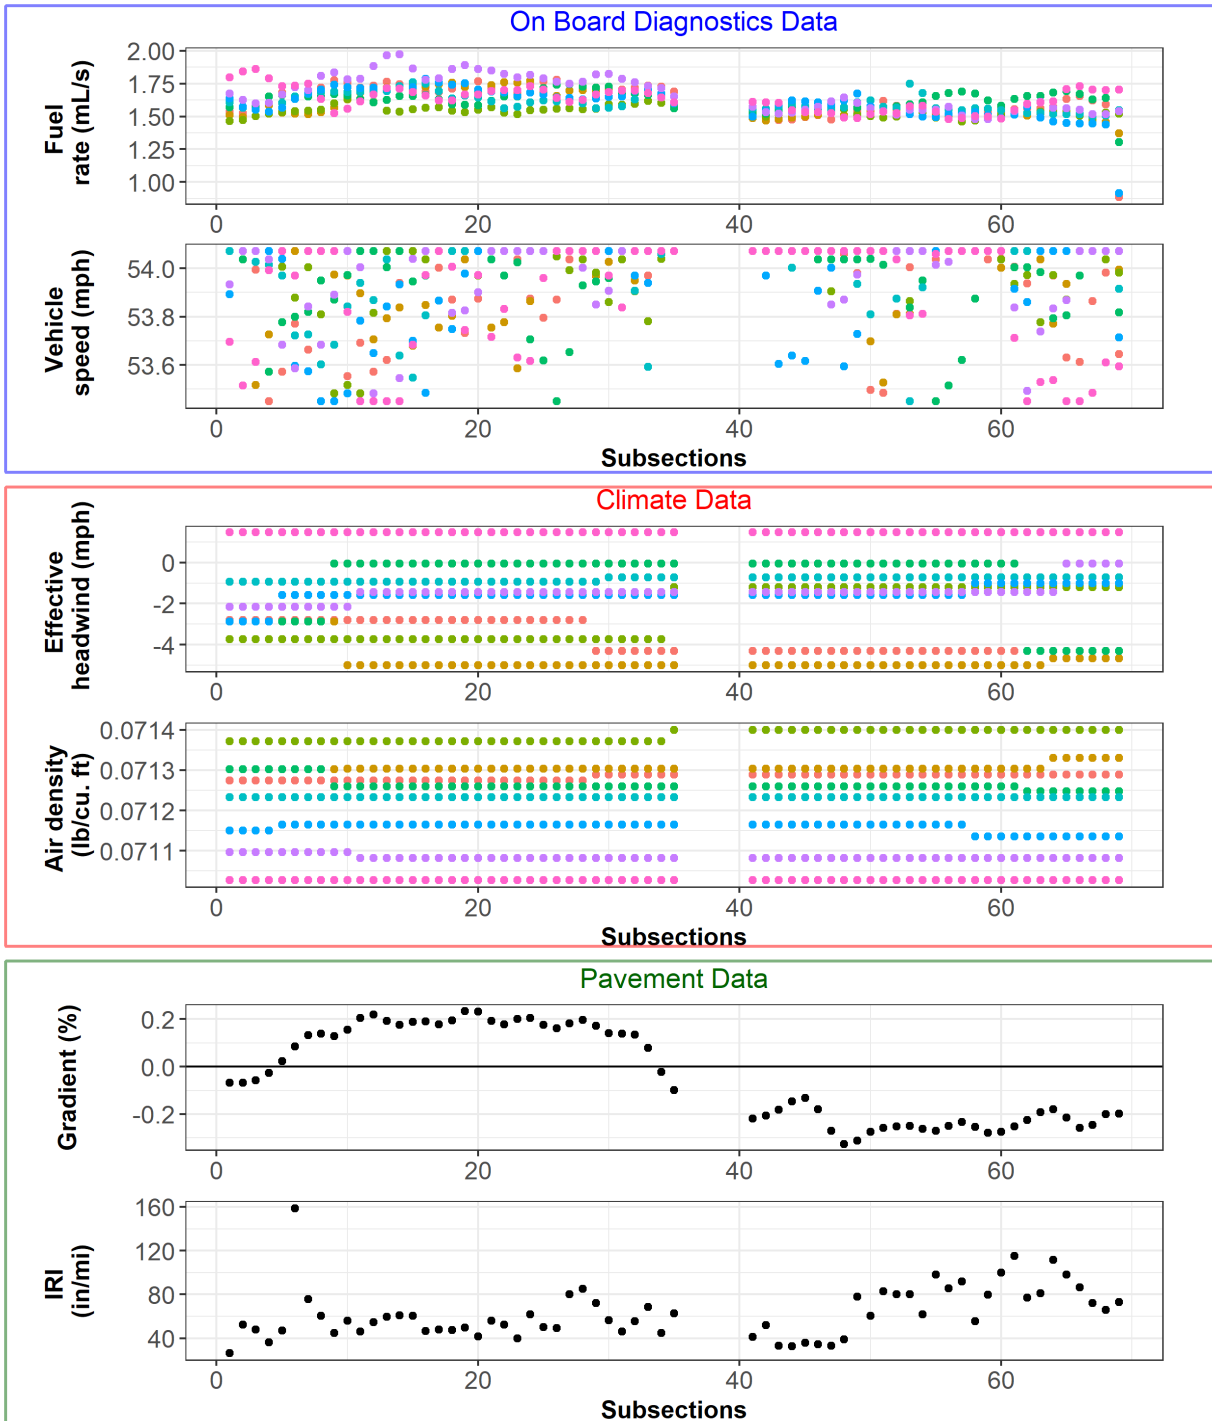 On Board Diagnostics Data
Fuel
rate (mL/s)
2.00
1.75
1.50
1.25
1.00
0 20 40 60
Vehicle
speed (mph)
54.0
53.8
53.6
0 20 40 60
Subsections
Climate Data
Effective
headwind (mph)
0
-2
-4
0 20 40 60
Air density
(lb/cu. ft)
0.0714
0.0713
0.0712
0.0711
0 20 40 60
Subsections
Pavement Data
Gradient (%)
0.2
0.0
-0.2
0 20 40 60
IRI
(in/mi)
160
120
80
40
0 20 40 60
Subsections